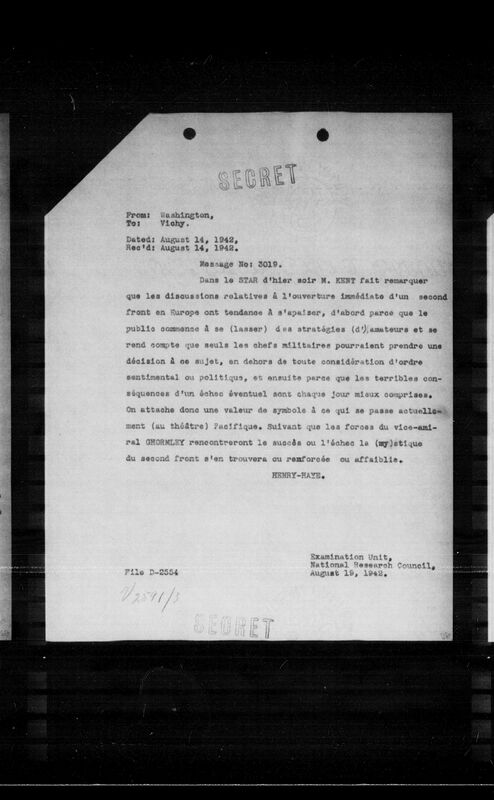 SECRET
From: Washington,
To: Vichy.
Dated: August 14, 1942.
Rec'd: August 14, 1942.
Message No: 3019.
Dans le STAR d'hier soir M. KENT fait remarquer
que les discussions relatives à l'ouverture immédiate d'un second
front en Europe ont tendance à s'apaiser, d'abord parce que le
public commence à se (lasser) des stratégies (d')amateurs et se
rend compte que seuls les chefs militaires pourraient prendre une
décision à ce sujet, en dehors de toute considération d'ordre
sentimental ou politique, et ensuite parce que les terribles con-
séquences d'un échec éventuel sont chaque jour mieux comprises.
On attache donc une valeur de symbole à ce qui se passe actuelle-
ment (au théâtre) Pacifique. Suivant que les forces du vice-ami-
ral GHORMLEY rencontreront le succès ou l'échec la (my)stique
du second front s'en trouvera ou renforcée ou affaiblie.
HENRY-HAYE.
Examination Unit,
National Research Council,
File D-2554 August 19, 1942.
V2541/3
SECRET